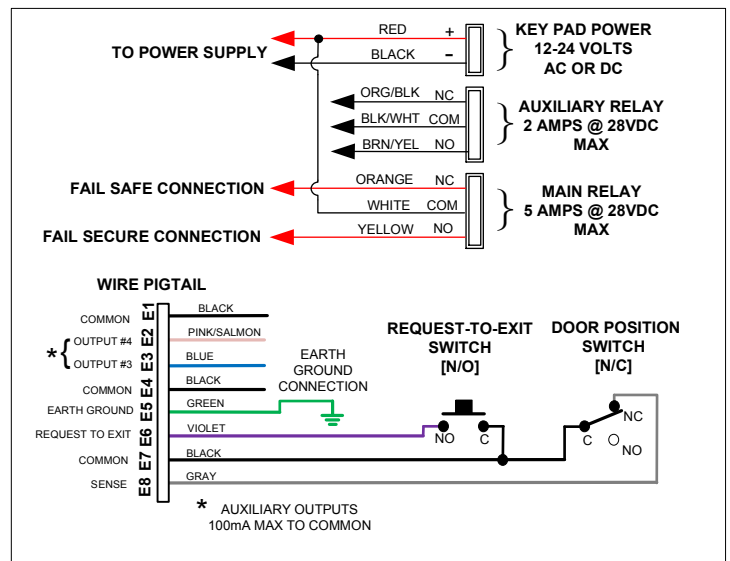 RED + KEY PAD POWER
TO POWER SUPPLY BLACK - 12-24 VOLTS
AC OR DC
ORG/BLK NC AUXILIARY RELAY
BLK/WHT COM 2 AMPS @ 28VDC
BRN/YEL NO MAX
FAIL SAFE CONNECTION ORANGE NC MAIN RELAY
WHITE COM 5 AMPS @ 28VDC
FAIL SECURE CONNECTION YELLOW NO MAX
WIRE PIGTAIL
COMMON E1 BLACK
* { OUTPUT #4 E2 PINK/SALMON
OUTPUT #3 E3 BLUE
COMMON E4 BLACK
EARTH GROUND E5 GREEN
REQUEST TO EXIT E6 VIOLET
COMMON E7 BLACK
SENSE E8 GRAY
EARTH
GROUND
CONNECTION
REQUEST-TO-EXIT
SWITCH
[N/O]
NO C
DOOR POSITION
SWITCH
[N/C]
NC
C NO
* AUXILIARY OUTPUTS
100mA MAX TO COMMON